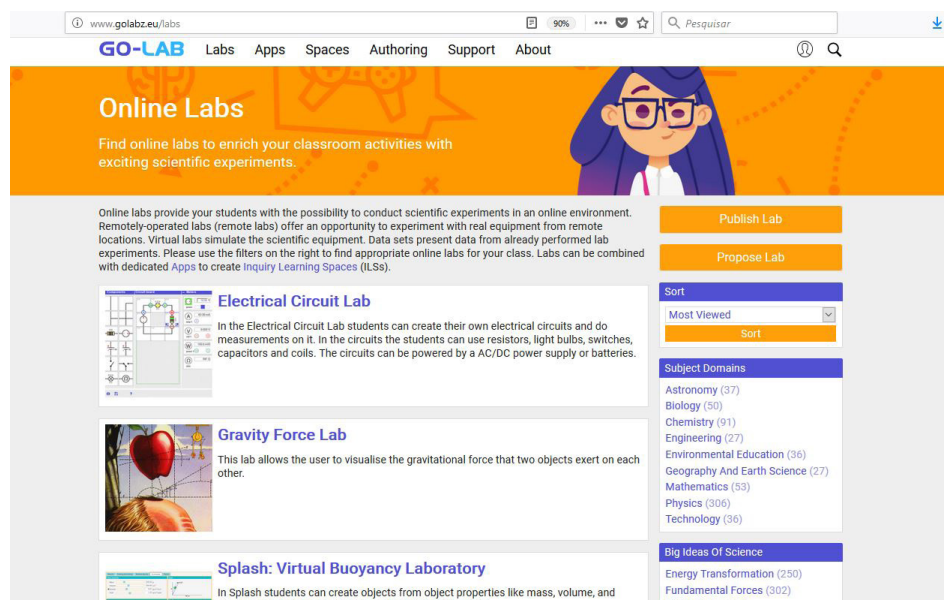 www.golabz.eu/labs
90%
Pesquisar
GO-LAB Labs Apps Spaces Authoring Support About
Online Labs
Find online labs to enrich your classroom activities with
exciting scientific experiments.
Online labs provide your students with the possibility to conduct scientific experiments in an online environment.
Remotely-operated labs (remote labs) offer an opportunity to experiment with real equipment from remote
locations. Virtual labs simulate the scientific equipment. Data sets present data from already performed lab
experiments. Please use the filters on the right to find appropriate online labs for your class. Labs can be combined
with dedicated Apps to create Inquiry Learning Spaces (ILSs).
Electrical Circuit Lab
In the Electrical Circuit Lab students can create their own electrical circuits and do
measurements on it. In the circuits the students can use resistors, light bulbs, switches,
capacitors and coils. The circuits can be powered by a AC/DC power supply or batteries.
Gravity Force Lab
This lab allows the user to visualise the gravitational force that two objects exert on each
other.
Splash: Virtual Buoyancy Laboratory
In Splash students can create objects from object properties like mass, volume, and
Publish Lab
Propose Lab
Sort
Most Viewed
Sort
Subject Domains
Astronomy (37)
Biology (50)
Chemistry (91)
Engineering (27)
Environmental Education (36)
Geography And Earth Science (27)
Mathematics (53)
Physics (306)
Technology (36)
Big Ideas Of Science
Energy Transformation (250)
Fundamental Forces (302)